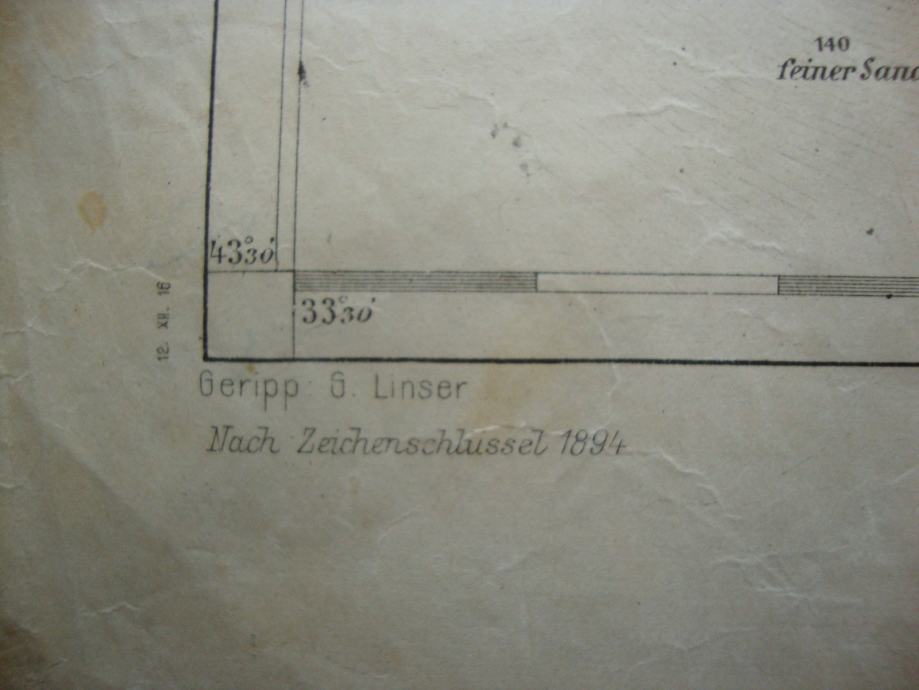 140
feiner Sand
43°30'
33°30'
12. XII. 16
Geripp: G. Linser
Nach Zeichenschlussel 1894